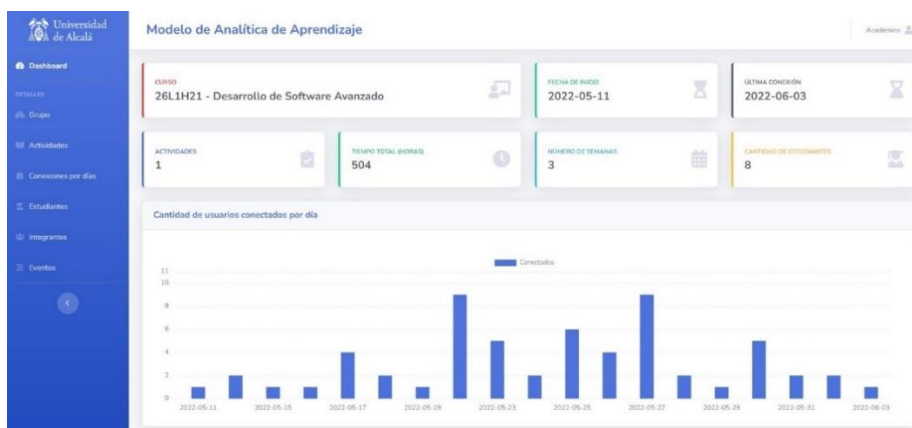 Universidad
de Alcalá
Modelo de Analítica de Aprendizaje
Académico
Dashboard
DETALLES
Grupo
Actividades
Conexiones por días
Estudiantes
Integrantes
Eventos
CURSO
26L1H21 - Desarrollo de Software Avanzado
FECHA DE INICIO
2022-05-11
ÚLTIMA CONEXIÓN
2022-06-03
ACTIVIDADES
1
TIEMPO TOTAL (HORAS)
504
NÚMERO DE SEMANAS
3
CANTIDAD DE ESTUDIANTES
8
Cantidad de usuarios conectados por día
Conectados
11
10
8
6
4
2
0
2022-05-11
2022-05-15
2022-05-17
2022-05-19
2022-05-23
2022-05-25
2022-05-27
2022-05-29
2022-05-31
2022-06-03